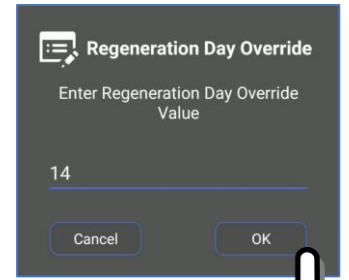 Regeneration Day Override
Enter Regeneration Day Override
Value
14
Cancel
OK